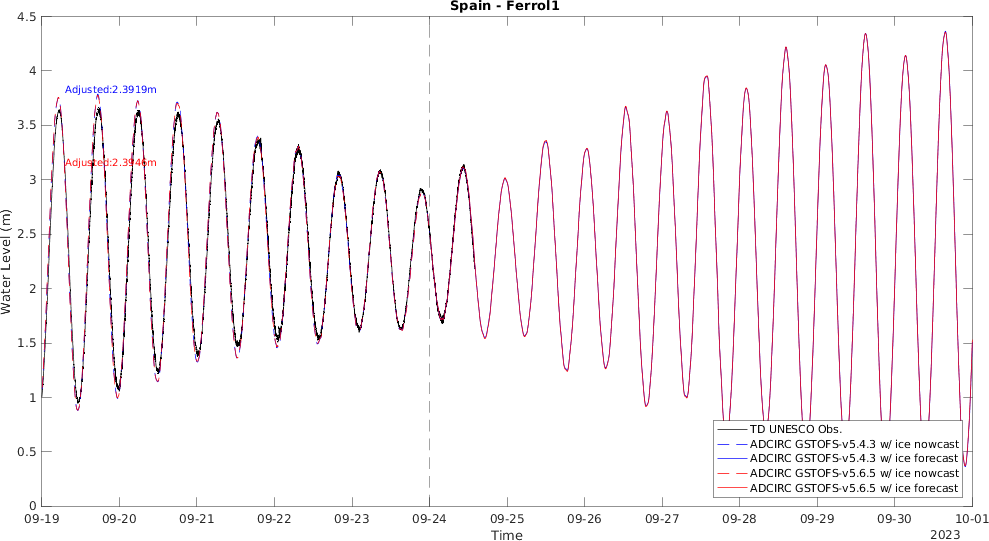 Spain - Ferrol1
4.5
4
3.5
3
2.5
2
1.5
1
0.5
0
Water Level (m)
Adjusted:2.3919m
Adjusted:2.3946m
TD UNESCO Obs.
ADCIRC GSTOFS-v5.4.3 w/ ice nowcast
ADCIRC GSTOFS-v5.4.3 w/ ice forecast
ADCIRC GSTOFS-v5.6.5 w/ ice nowcast
ADCIRC GSTOFS-v5.6.5 w/ ice forecast
09-19 09-20 09-21 09-22 09-23 09-24 09-25 09-26 09-27 09-28 09-29 09-30 10-01
Time
2023